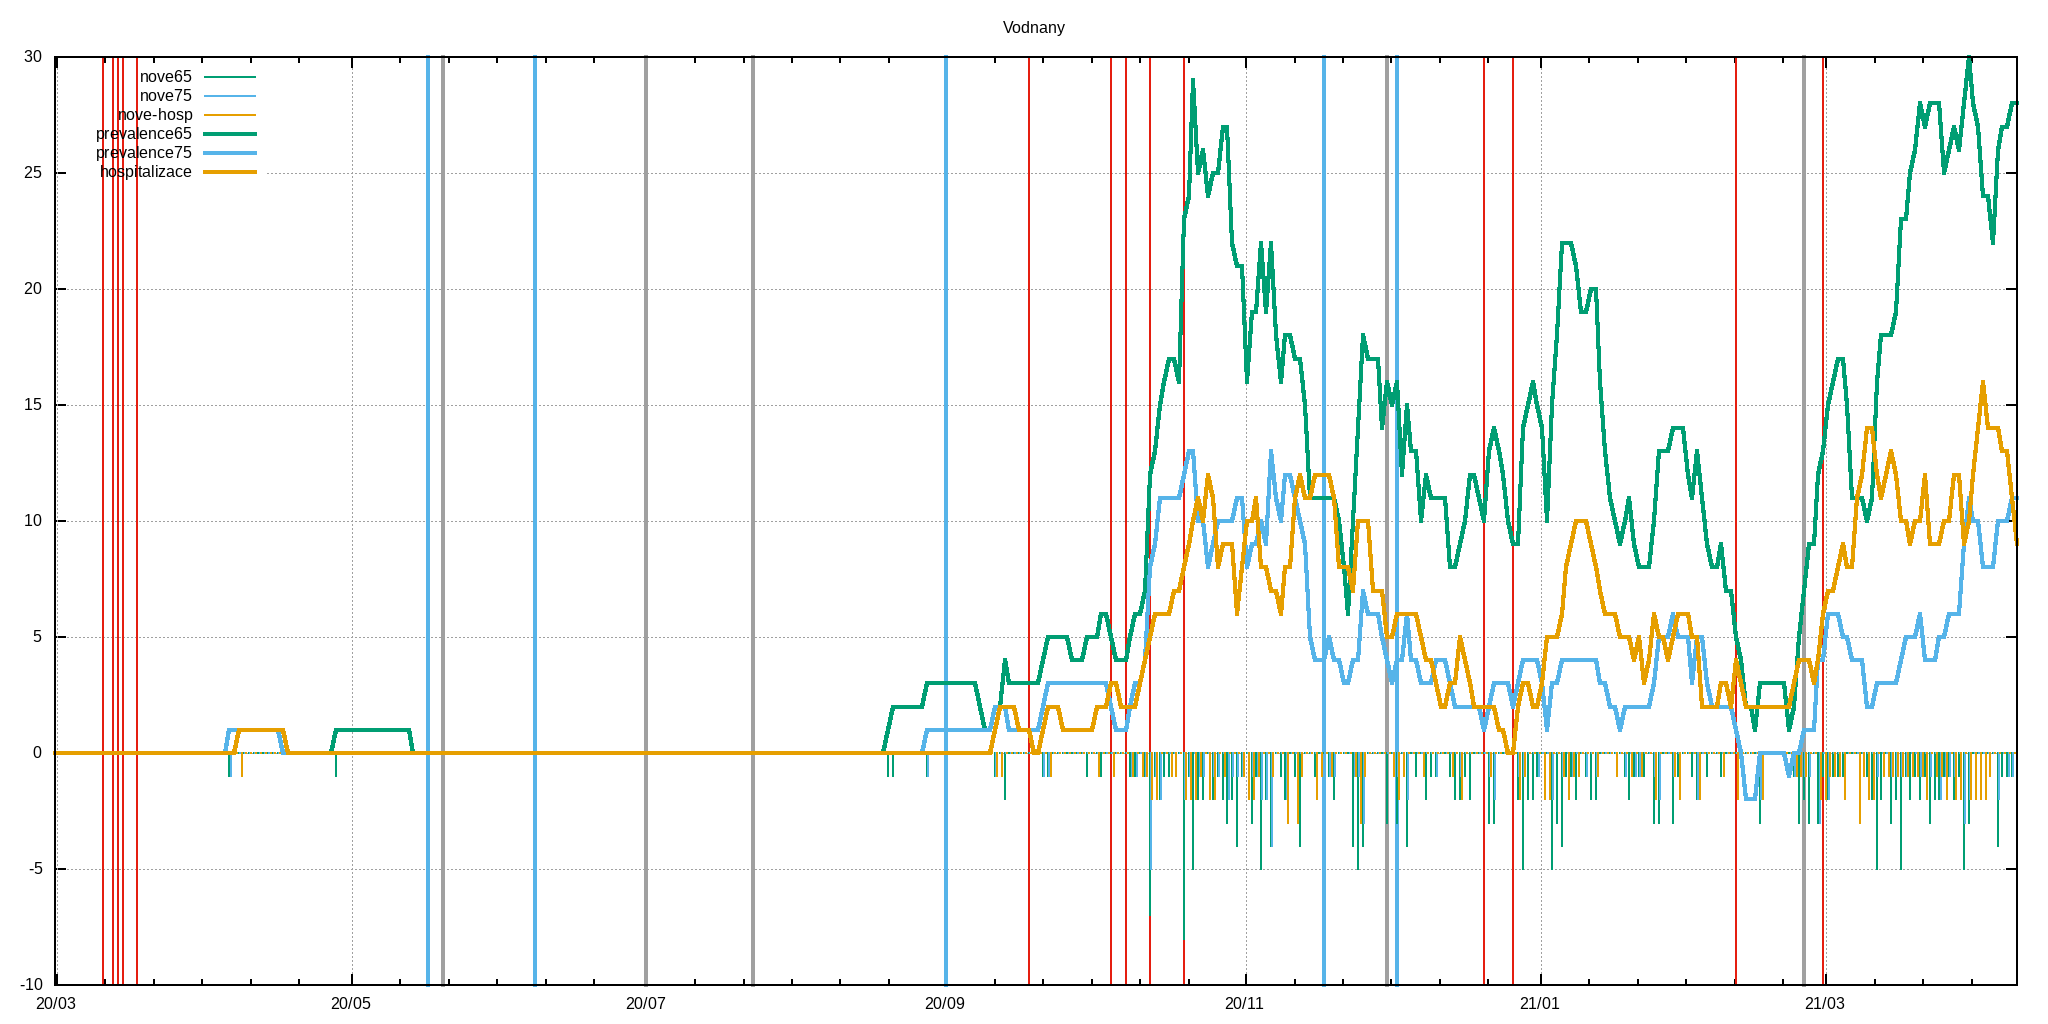 Vodnany
30
25
20
15
10
5
0
-5
-10
nove65
nove75
nove-hosp
prevalence65
prevalence75
hospitalizace
20/03 20/05 20/07 20/09 20/11 21/01 21/03